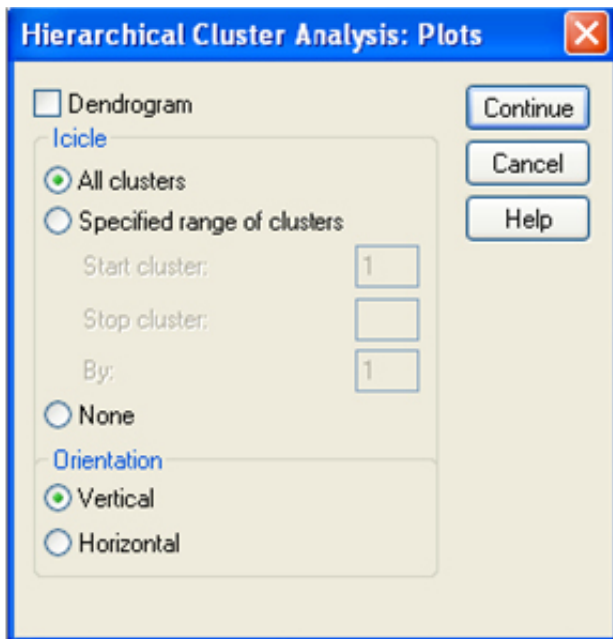 Hierarchical Cluster Analysis: Plots
Dendrogram
Continue
Icicle
All clusters
Cancel
Specified range of clusters
Help
Start cluster: 1
Stop cluster:
By: 1
None
Orientation
Vertical
Horizontal